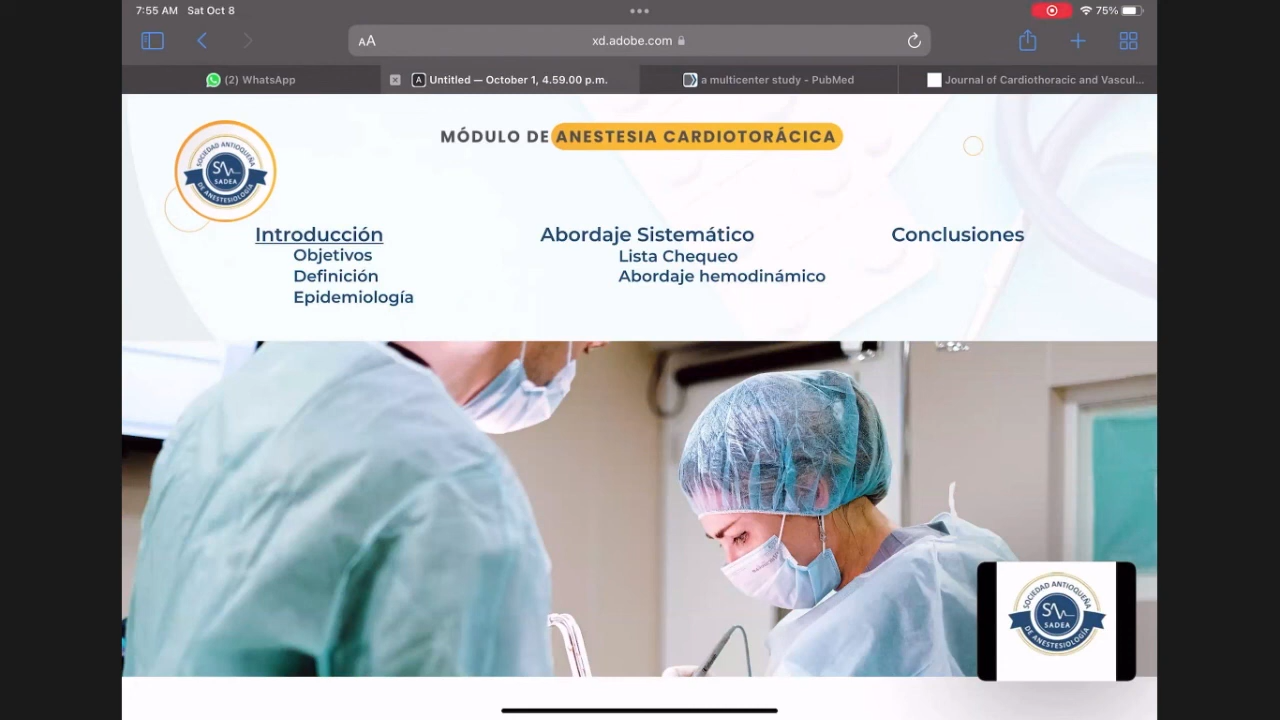 7:55 AM Sat Oct 8
75%
AA
xd.adobe.com
(2) WhatsApp
A Untitled — October 1, 4.59.00 p.m.
a multicenter study - PubMed
Journal of Cardiothoracic and Vascul...
MÓDULO DE ANESTESIA CARDIOTORÁCICA
SOCIEDAD ANTIOQUEÑA
SADEA
DE ANESTESIOLOGÍA
Introducción
Objetivos
Definición
Epidemiología
Abordaje Sistemático
Lista Chequeo
Abordaje hemodinámico
Conclusiones
SOCIEDAD ANTIOQUEÑA
SADEA
DE ANESTESIOLOGÍA